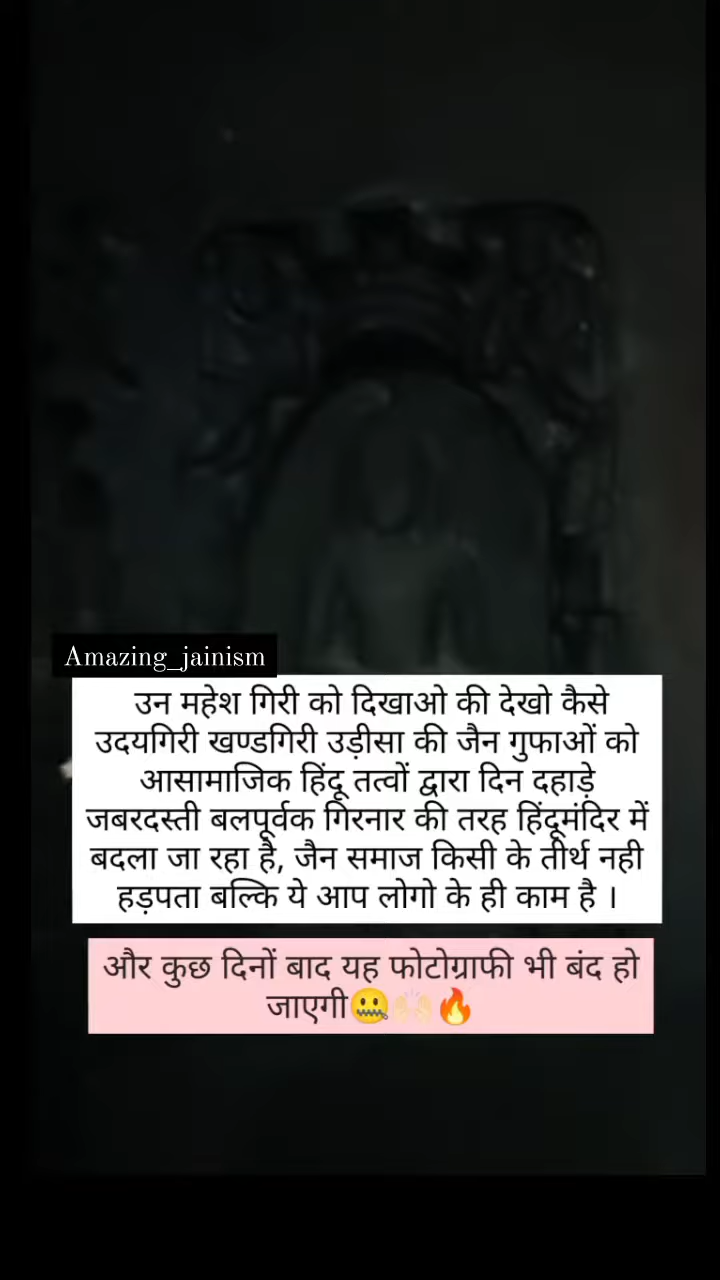 Amazing_jainism
उन महेश गिरी को दिखाओ की देखो कैसे
उदयगिरी खण्डगिरी उड़ीसा की जैन गुफाओं को
आसामाजिक हिंदू तत्वों द्वारा दिन दहाड़े
जबरदस्ती बलपूर्वक गिरनार की तरह हिंदूमंदिर में
बदला जा रहा है, जैन समाज किसी के तीर्थ नही
हड़पता बल्कि ये आप लोगो के ही काम है ।
और कुछ दिनों बाद यह फोटोग्राफी भी बंद हो
जाएगी🤐🙌🏻🔥